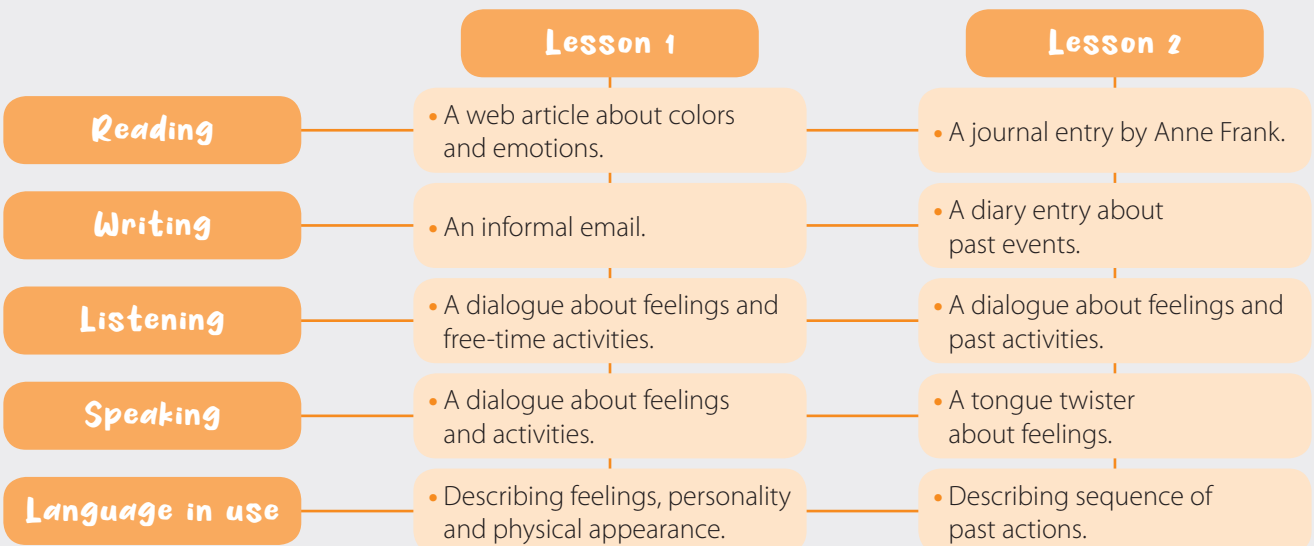 Lesson 1
Lesson 2
Reading
• A web article about colors
and emotions.
• A journal entry by Anne Frank.
Writing
• An informal email.
• A diary entry about
past events.
Listening
• A dialogue about feelings and
free-time activities.
• A dialogue about feelings and
past activities.
Speaking
• A dialogue about feelings
and activities.
• A tongue twister
about feelings.
Language in use
• Describing feelings, personality
and physical appearance.
• Describing sequence of
past actions.